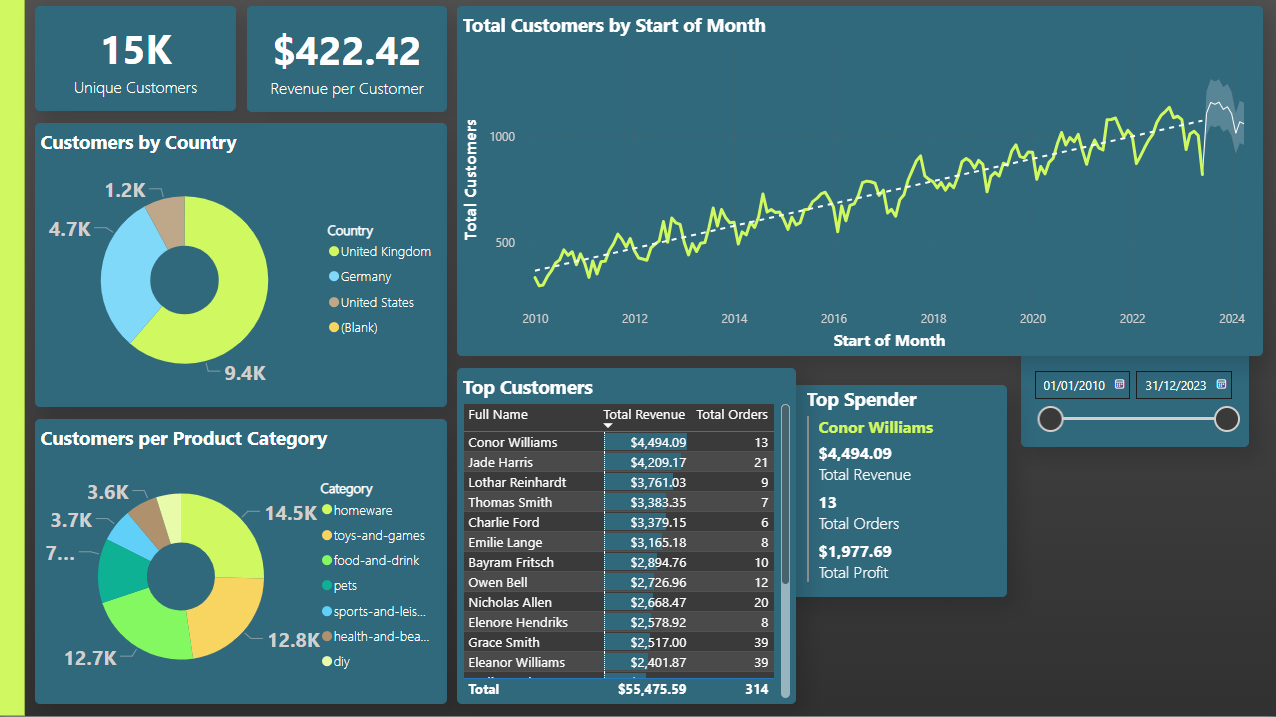 15K
Unique Customers
$422.42
Revenue per Customer
Customers by Country
1.2K
4.7K
9.4K
Country
United Kingdom
Germany
United States
(Blank)
Customers per Product Category
3.6K
3.7K
7...
12.7K
14.5K
12.8K
Category
homeware
toys-and-games
food-and-drink
pets
sports-and-leis...
health-and-bea...
diy
Total Customers by Start of Month
Total Customers
1000
500
2010 2012 2014 2016 2018 2020 2022 2024
Start of Month
Top Customers
Full Name Total Revenue Total Orders
Conor Williams $4,494.09 13
Jade Harris $4,209.17 21
Lothar Reinhardt $3,761.03 9
Thomas Smith $3,383.35 7
Charlie Ford $3,379.15 6
Emilie Lange $3,165.18 8
Bayram Fritsch $2,894.76 10
Owen Bell $2,726.96 12
Nicholas Allen $2,668.47 20
Elenore Hendriks $2,578.92 8
Grace Smith $2,517.00 39
Eleanor Williams $2,401.87 39
Total $55,475.59 314
Top Spender
Conor Williams
$4,494.09
Total Revenue
13
Total Orders
$1,977.69
Total Profit
01/01/2010 31/12/2023